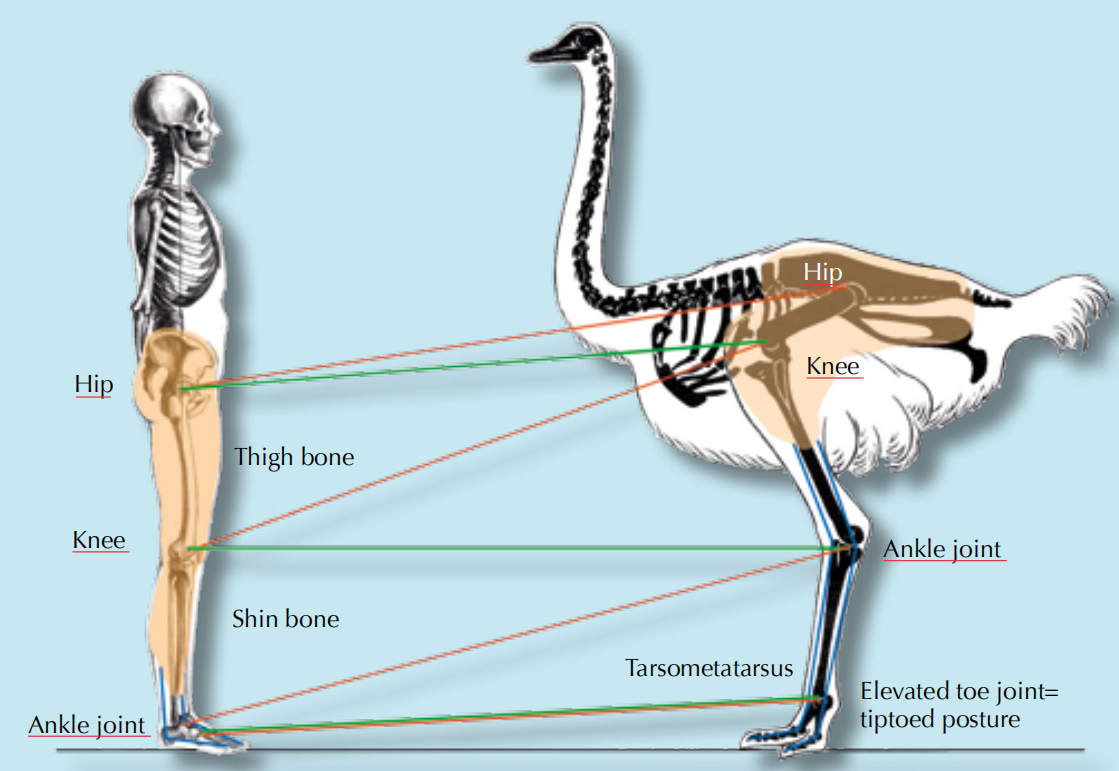 Hip
Hip
Knee
Thigh bone
Knee
Ankle joint
Shin bone
Tarsometatarsus
Elevated toe joint=
tiptoed posture
Ankle joint